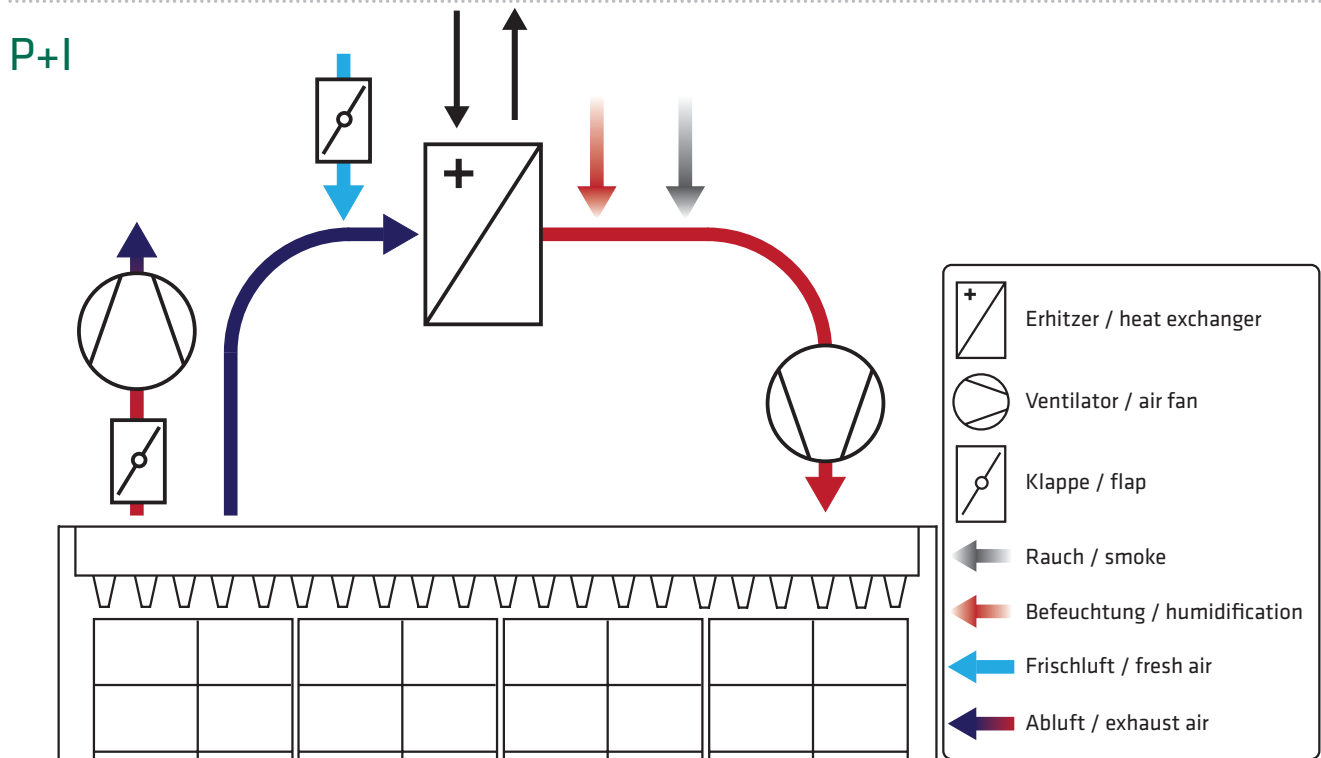 P+I
+
+
Erhitzer / heat exchanger
Ventilator / air fan
Klappe / flap
Rauch / smoke
Befeuchtung / humidification
Frischluft / fresh air
Abluft / exhaust air